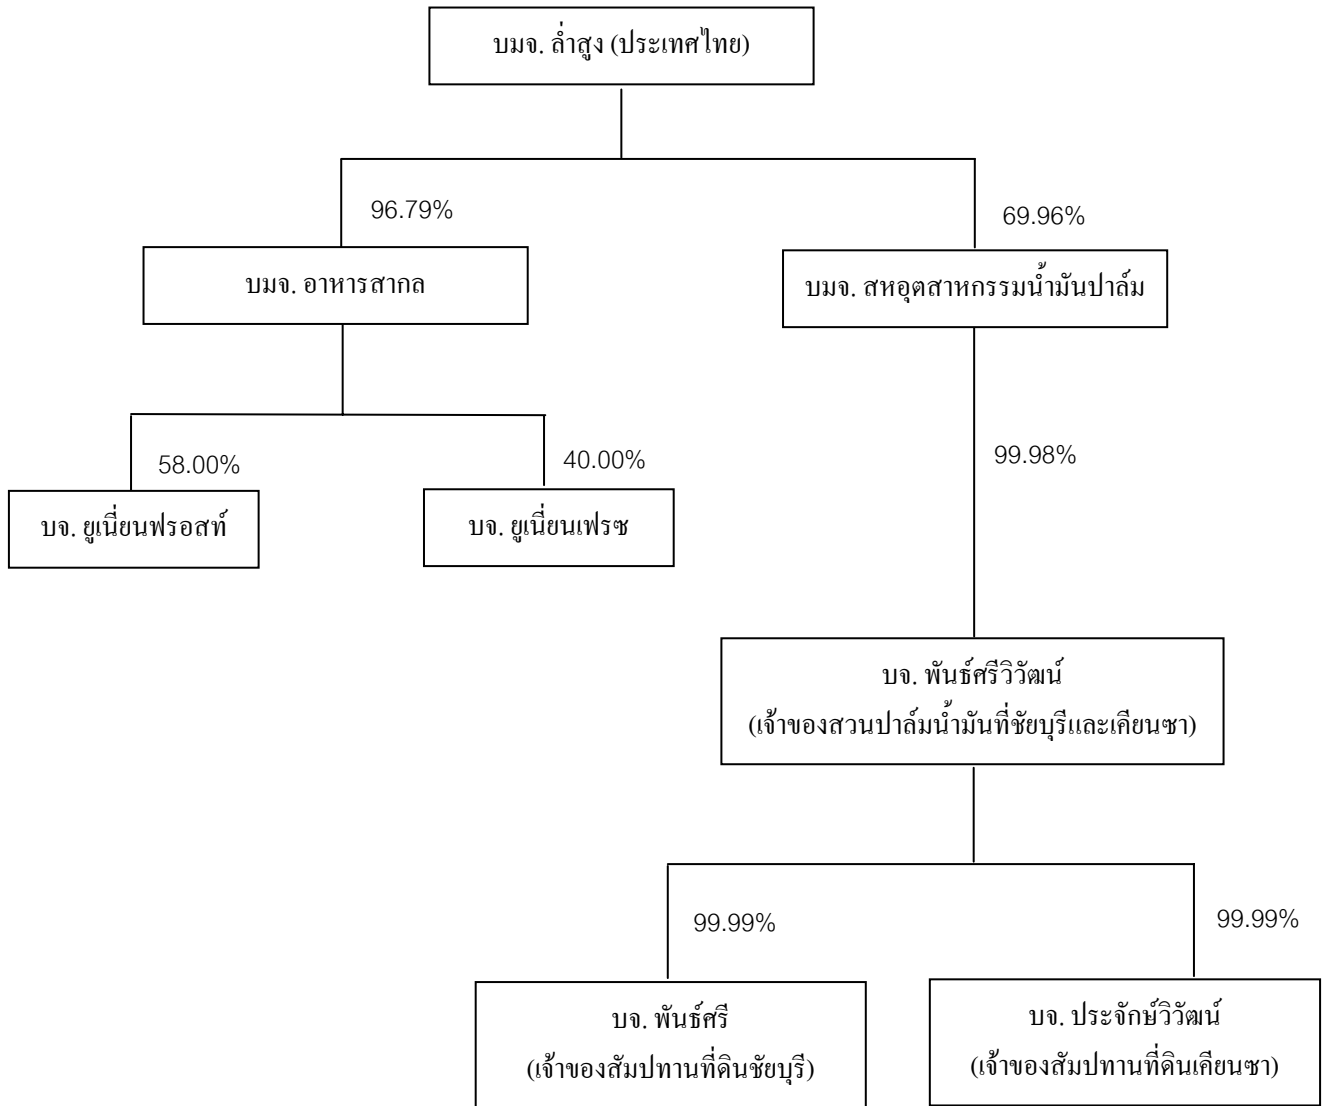 บมจ. ล่ำสูง (ประเทศไทย)
96.79%
69.96%
บมจ. อาหารสากล
บมจ. สหอุตสาหกรรมน้ำมันปาล์ม
58.00%
40.00%
99.98%
บจ. ยูเนี่ยนฟรอสท์
บจ. ยูเนี่ยนเฟรช
บจ. พันธ์ศรีวิวัฒน์
(เจ้าของสวนปาล์มน้ำมันที่ชัยบุรีและเคียนซา)
99.99%
99.99%
บจ. พันธ์ศรี
(เจ้าของสัมปทานที่ดินชัยบุรี)
บจ. ประจักษ์วิวัฒน์
(เจ้าของสัมปทานที่ดินเคียนซา)